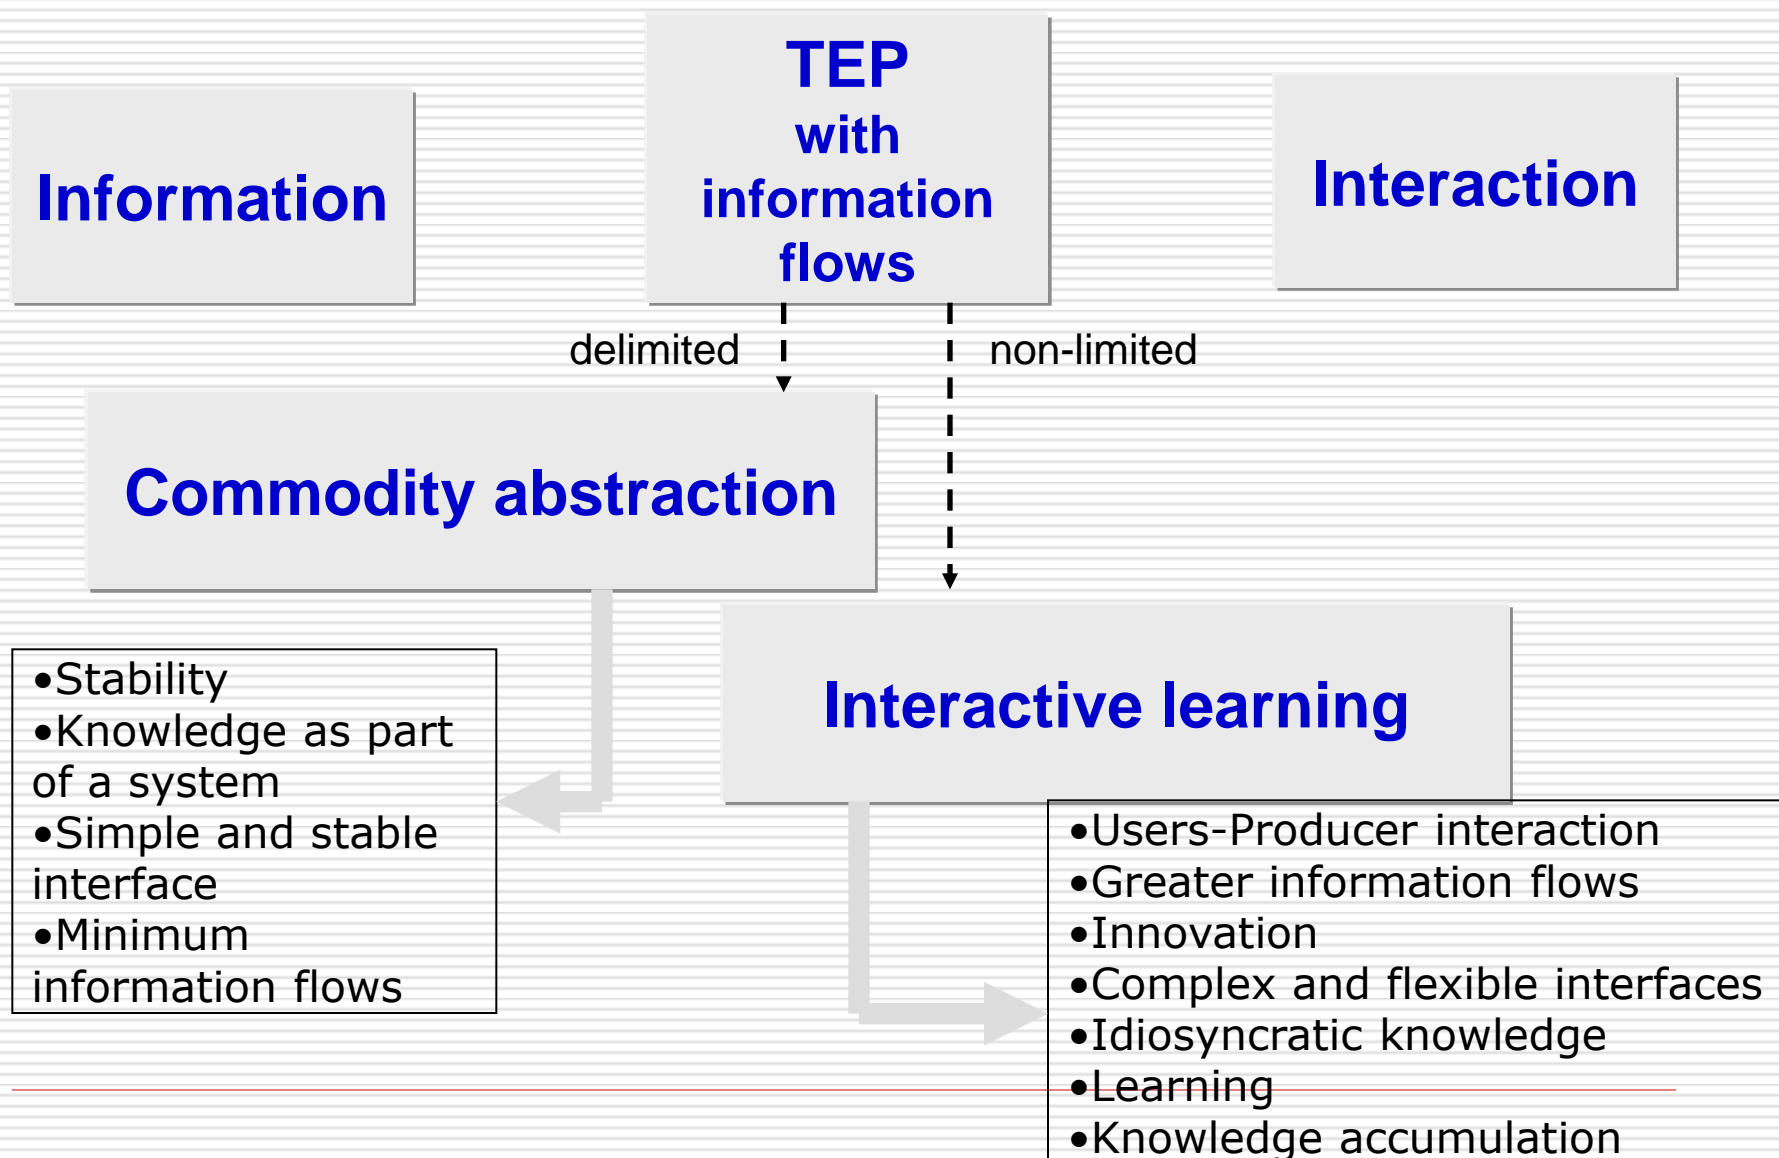 TEP
with
information
flows
Information
Interaction
delimited
non-limited
Commodity abstraction
Interactive learning
•Stability
•Knowledge as part
of a system
•Simple and stable
interface
•Minimum
information flows
•Users-Producer interaction
•Greater information flows
•Innovation
•Complex and flexible interfaces
•Idiosyncratic knowledge
•Learning
•Knowledge accumulation